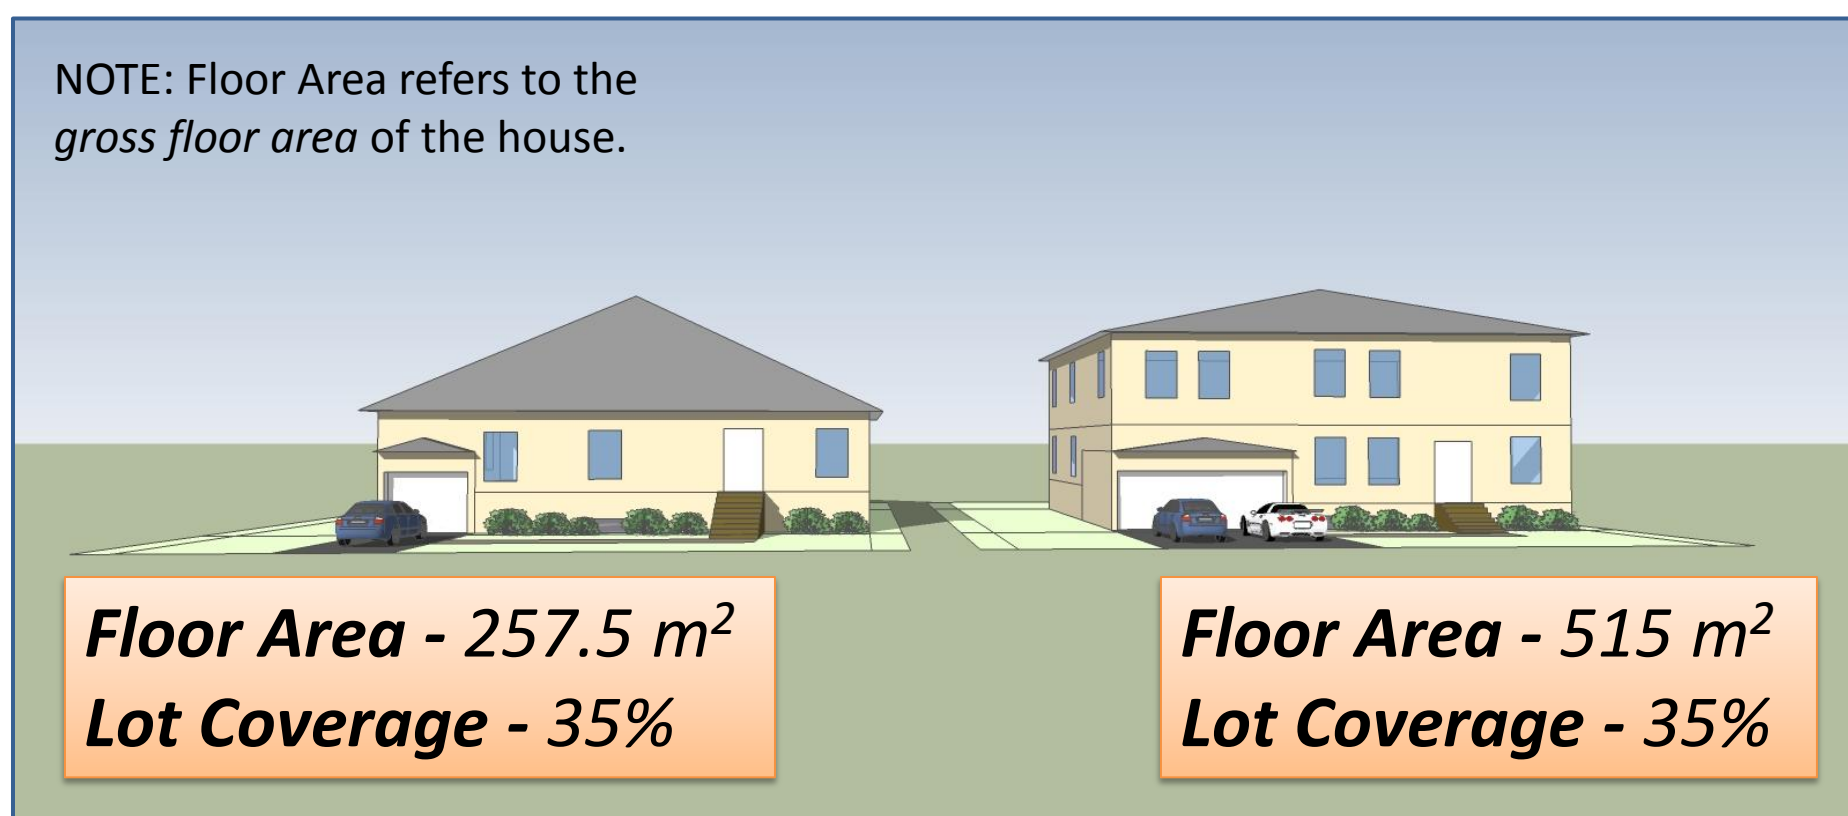 NOTE: Floor Area refers to the
gross floor area of the house.
Floor Area - 257.5 m²
Lot Coverage - 35%
Floor Area - 515 m²
Lot Coverage - 35%